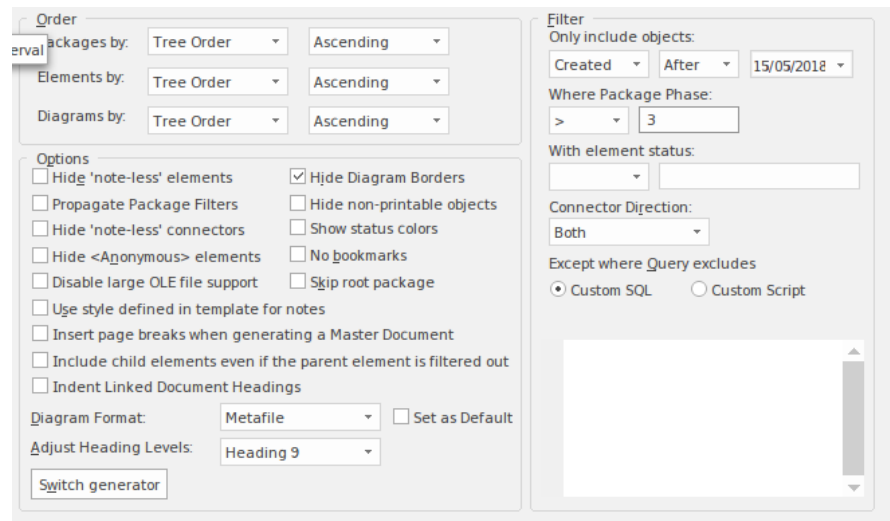 Order
erval
ackages by: Tree Order Ascending
Elements by: Tree Order Ascending
Diagrams by: Tree Order Ascending
Options
Hide 'note-less' elements Hide Diagram Borders
Propagate Package Filters Hide non-printable objects
Hide 'note-less' connectors Show status colors
Hide <Anonymous> elements No bookmarks
Disable large OLE file support Skip root package
Use style defined in template for notes
Insert page breaks when generating a Master Document
Include child elements even if the parent element is filtered out
Indent Linked Document Headings
Diagram Format: Metafile Set as Default
Adjust Heading Levels: Heading 9
Switch generator
Filter
Only include objects:
Created After 15/05/2018
Where Package Phase:
> 3
With element status:
Connector Direction:
Both
Except where Query excludes
Custom SQL Custom Script